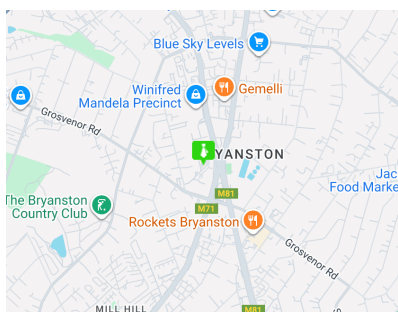 Blue Sky Levels
Gemelli
Winifred
Mandela Precinct
Grosvenor Rd
YANSTON
Jac
Food Marke
M81
The Bryanston
Country Club
M71
Rockets Bryanston
Grosvenor Rd
MILL HILL
M81